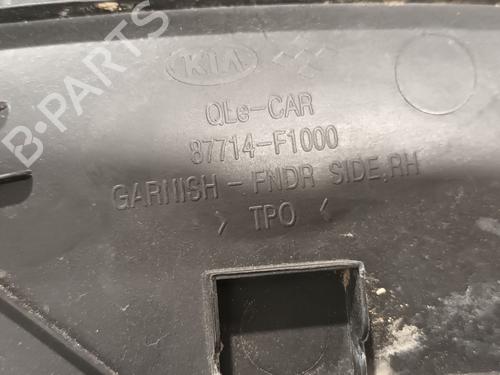 B-PARTS
KIA
QLe-CAR
87714-F1000
GARNISH - FNDR SIDE,RH
> TPO <